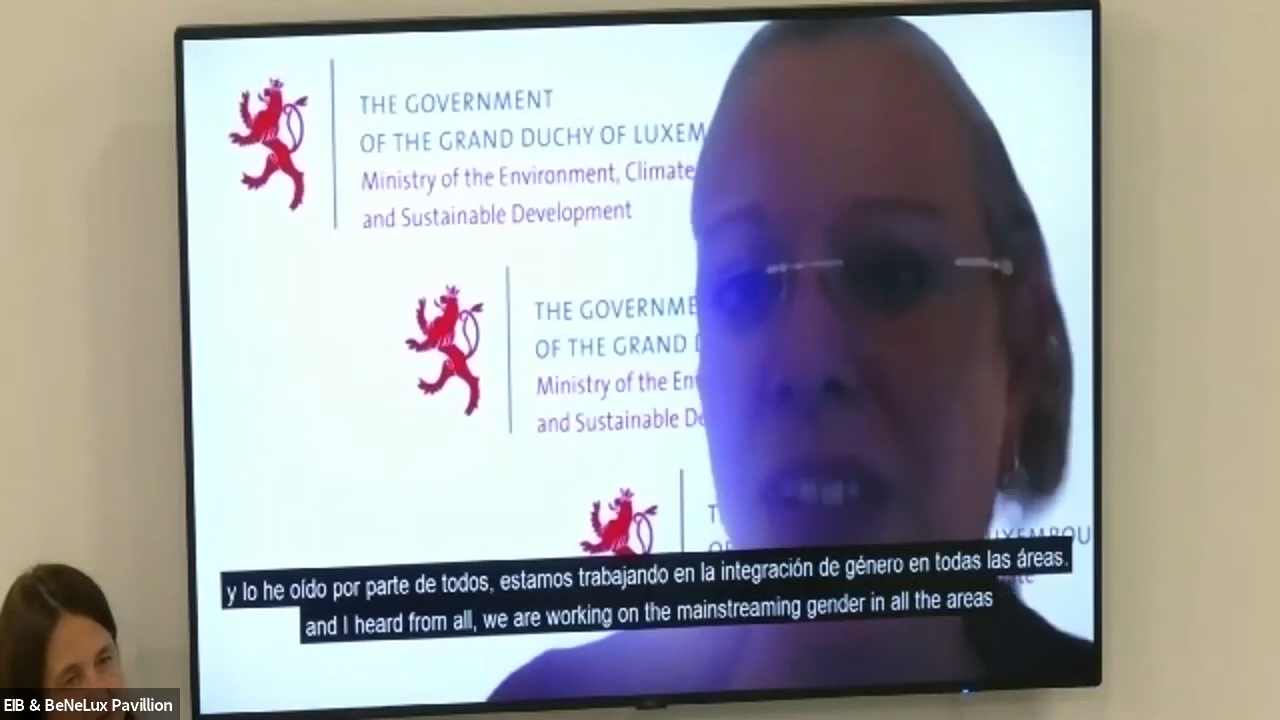 THE GOVERNMENT
OF THE GRAND DUCHY OF LUXEM
Ministry of the Environment, Climate
and Sustainable Development
THE GOVERNME
OF THE GRAND
Ministry of the En
and Sustainable De
T
UXEMBOU
y lo he oído por parte de todos, estamos trabajando en la integración de género en todas las áreas.
and I heard from all, we are working on the mainstreaming gender in all the areas
EIB & BeNeLux Pavillion